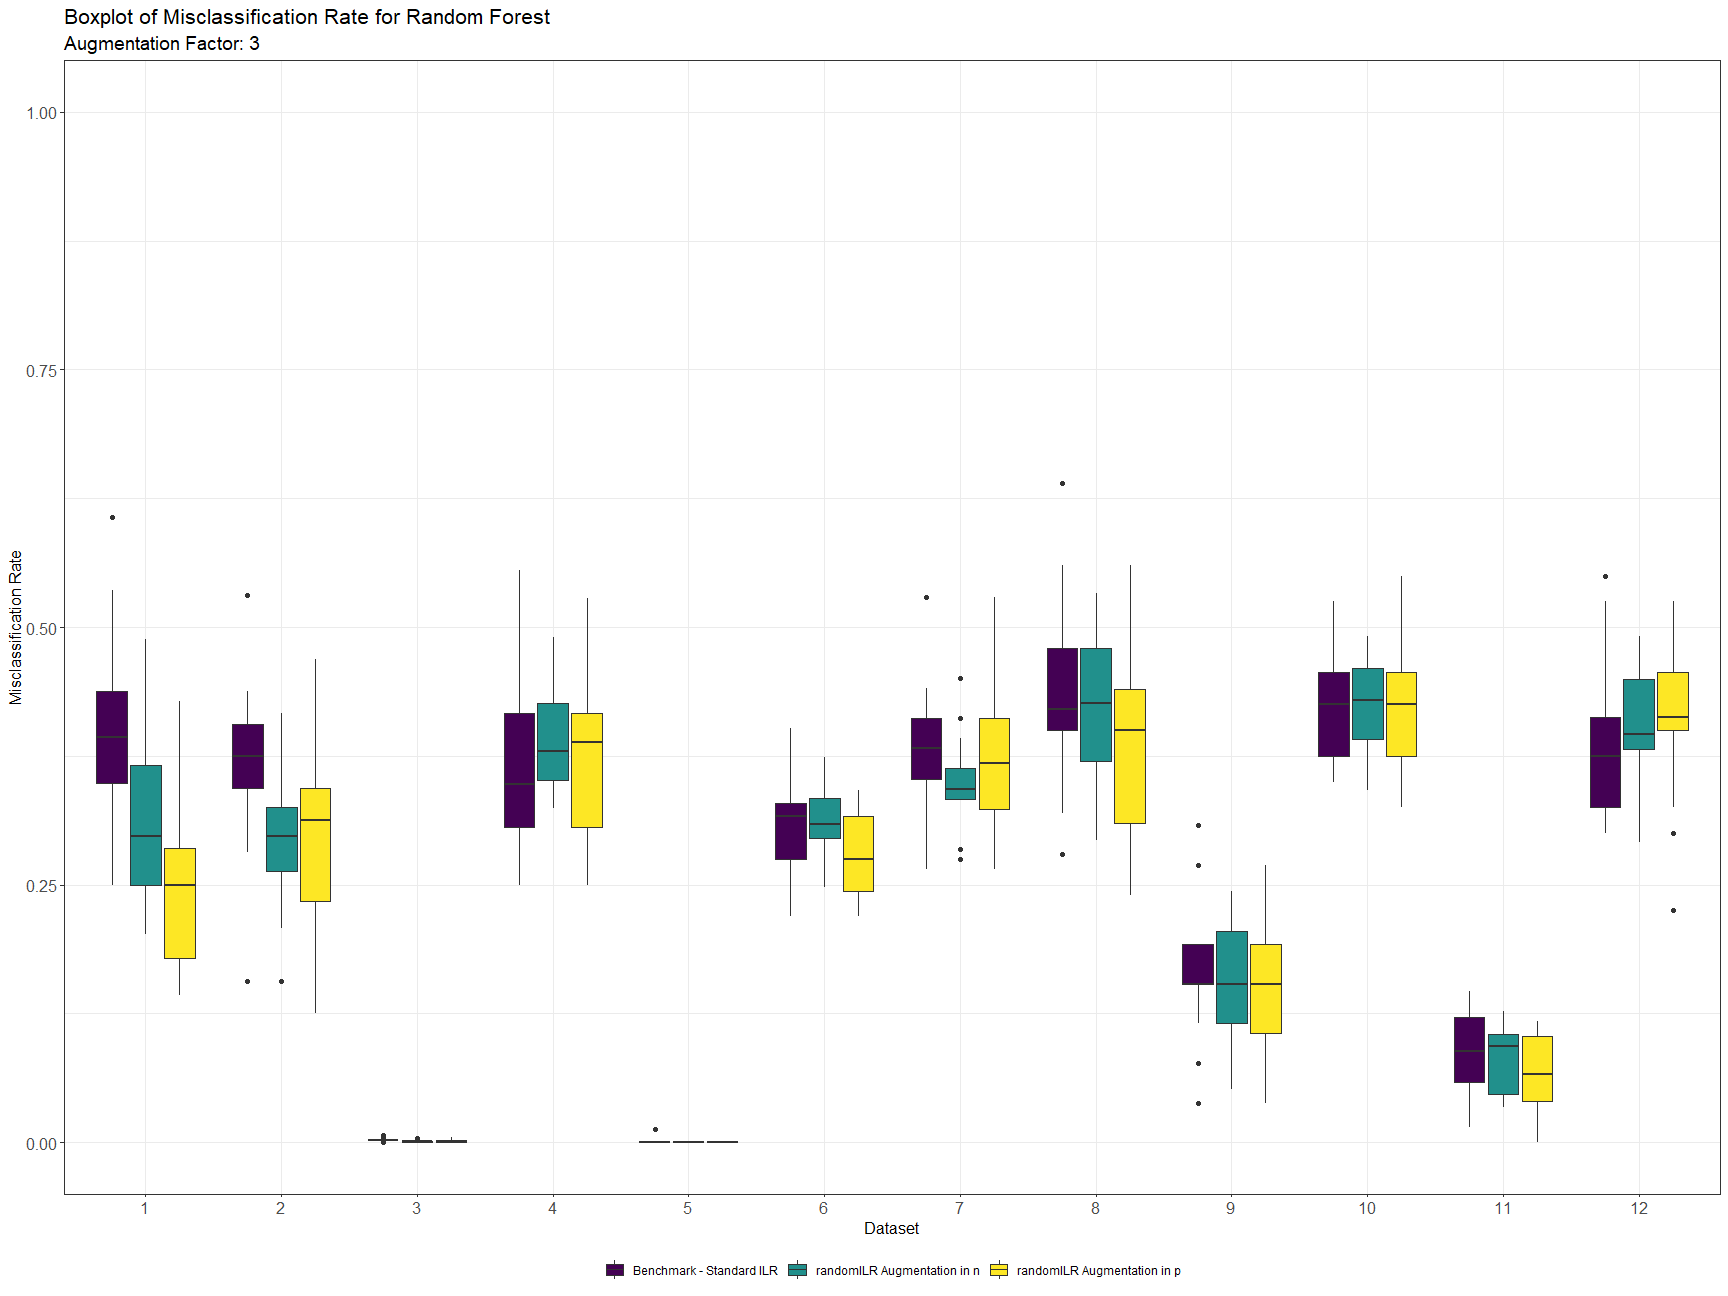 Boxplot of Misclassification Rate for Random Forest
Augmentation Factor: 3
1.00
0.75
0.50
0.25
0.00
Misclassification Rate
1 2 3 4 5 6 7 8 9 10 11 12
Dataset
Benchmark - Standard ILR randomILR Augmentation in n randomILR Augmentation in p